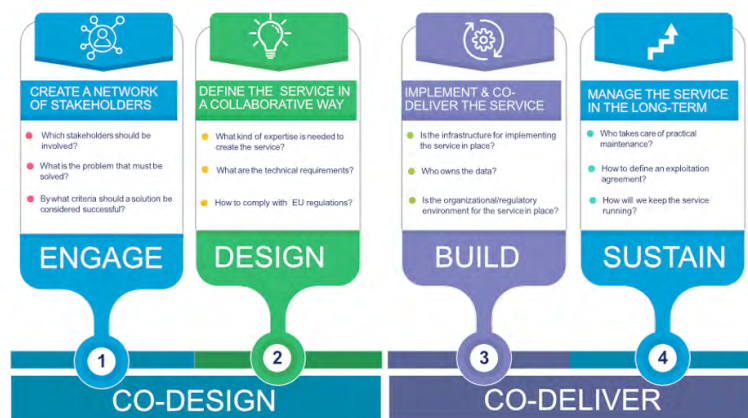 CREATE A NETWORK
OF STAKEHOLDERS
Which stakeholders should be
involved?
What is the problem that must be
solved?
By what criteria should a solution be
considered successful?
ENGAGE
1
DEFINE THE SERVICE IN
A COLLABORATIVE WAY
What kind of expertise is needed to
create the service?
What are the technical requirements?
How to comply with EU regulations?
DESIGN
2
IMPLEMENT & CO-
DELIVER THE SERVICE
Is the infrastructure for implementing
the service in place?
Who owns the data?
Is the organizational/regulatory
environment for the service in place?
BUILD
3
MANAGE THE SERVICE
IN THE LONG-TERM
Who takes care of practical
maintenance?
How to define an exploitation
agreement?
How will we keep the service
running?
SUSTAIN
4
CO-DESIGN
CO-DELIVER